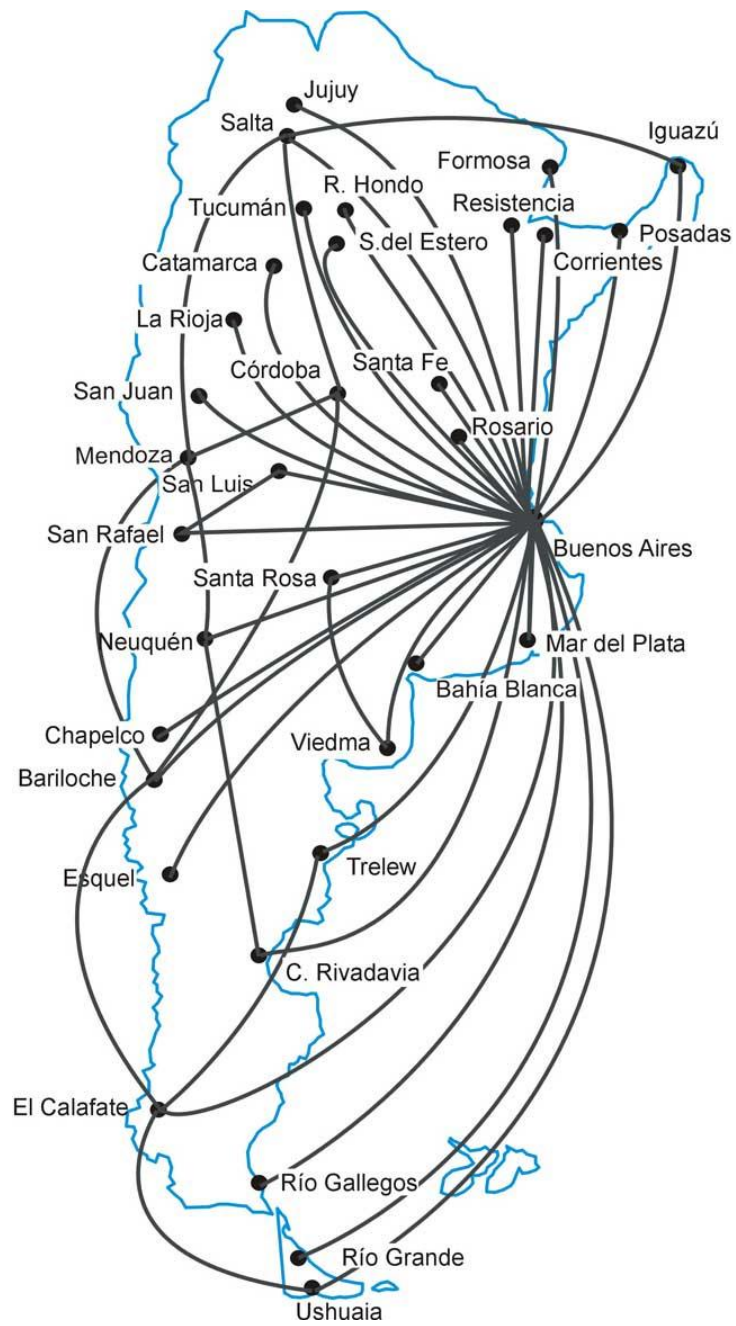 Jujuy
Salta
Iguazú
Formosa
R. Hondo
Tucumán
Resistencia
Posadas
S.del Estero
Corrientes
Catamarca
La Rioja
Santa Fe
Córdoba
San Juan
Rosario
Mendoza
San Luis
San Rafael
Buenos Aires
Santa Rosa
Neuquén
Mar del Plata
Bahía Blanca
Chapelco
Viedma
Bariloche
Trelew
Esquel
C. Rivadavia
El Calafate
Río Gallegos
Río Grande
Ushuaia